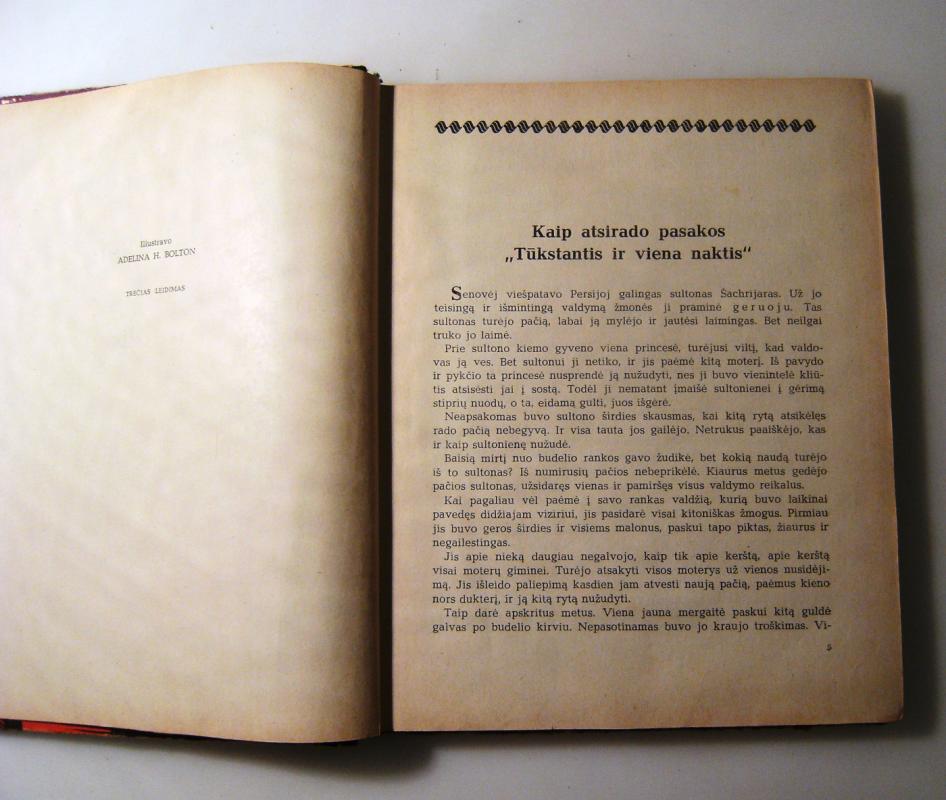 Iliustravo
ADELINA H. BOLTON
TREČIAS LEIDIMAS
Kaip atsirado pasakos
„Tūkstantis ir viena naktis“
Senovėj viešpatavo Persijoj galingas sultonas Šachrijaras. Už jo
teisingą ir išmintingą valdymą žmonės ji praminė geruoju. Tas
sultonas turėjo pačią, labai ją mylėjo ir jautėsi laimingas. Bet neilgai
truko jo laimė.
Prie sultono kiemo gyveno viena princesė, turėjusi viltį, kad valdo-
vas ją ves. Bet sultonui ji netiko, ir jis paėmė kitą moterį. Iš pavydo
ir pykčio ta princesė nusprendė ją nužudyti, nes ji buvo vienintelė kliū-
tis atsisėsti jai į sostą. Todėl ji nematant įmaišė sultonienei į gėrimą
stiprių nuodų, o ta, eidamą gulti, juos išgėrė.
Neapsakomas buvo sultono širdies skausmas, kai kitą rytą atsikėlęs
rado pačią nebegyvą. Ir visa tauta jos gailėjo. Netrukus paaiškėjo, kas
ir kaip sultonienę nužudė.
Baisią mirtį nuo budelio rankos gavo žudikė, bet kokią naudą turėjo
iš to sultonas? Iš numirusių pačios nebeprikėlė. Kiaurus metus gedėjo
pačios sultonas, užsidaręs vienas ir pamiršęs visus valdymo reikalus.
Kai pagaliau vėl paėmė į savo rankas valdžią, kurią buvo laikinai
pavedęs didžiajam viziriui, jis pasidarė visai kitoniškas žmogus. Pirmiau
jis buvo geros širdies ir visiems malonus, paskui tapo piktas, žiaurus ir
negailestingas.
Jis apie nieką daugiau negalvojo, kaip tik apie kerštą, apie kerštą
visai moterų giminei. Turėjo atsakyti visos moterys už vienos nusidėji-
mą. Jis išleido paliepimą kasdien jam atvesti naują pačią, paėmus kieno
nors dukterį, ir ją kitą rytą nužudyti.
Taip darė apskritus metus. Viena jauna mergaitė paskui kitą guldė
galvas po budelio kirviu. Nepasotinamas buvo jo kraujo troškimas. Vi-
5